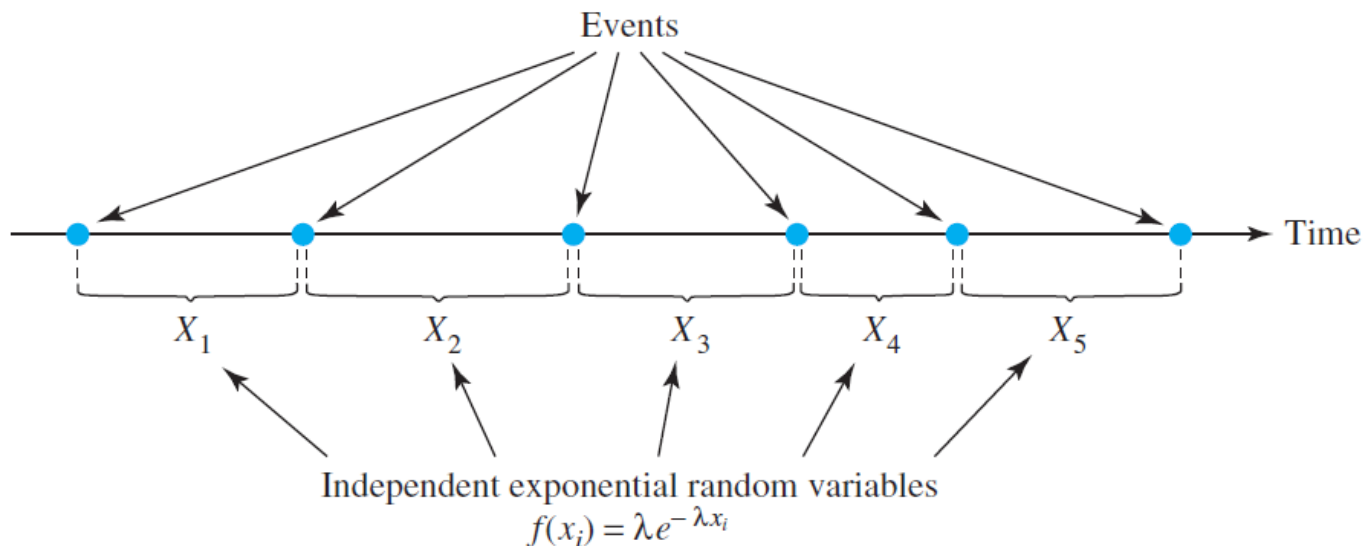 Events
Time
X₁ X₂ X₃ X₄ X₅
Independent exponential random variables
f(xᵢ) = λe^{− λxᵢ}